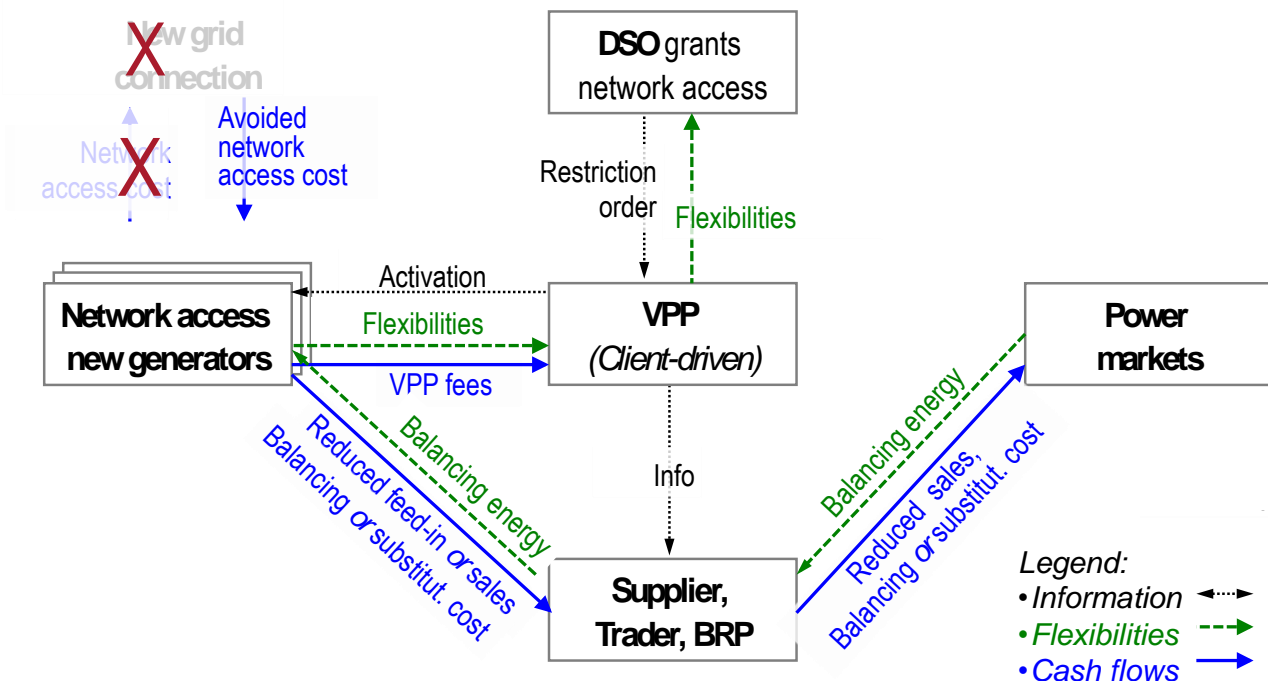 New grid
connection
Avoided
network
access cost
Network
access cost
DSO grants
network access
Restriction
order
Flexibilities
Activation
Network access
new generators
Flexibilities
VPP fees
VPP
(Client-driven)
Power
markets
Balancing energy
Reduced feed-in or sales
Balancing or substitut. cost
Info
Balancing energy
Reduced sales,
Balancing or substitut. cost
Supplier,
Trader, BRP
Legend:
•Information
•Flexibilities
•Cash flows